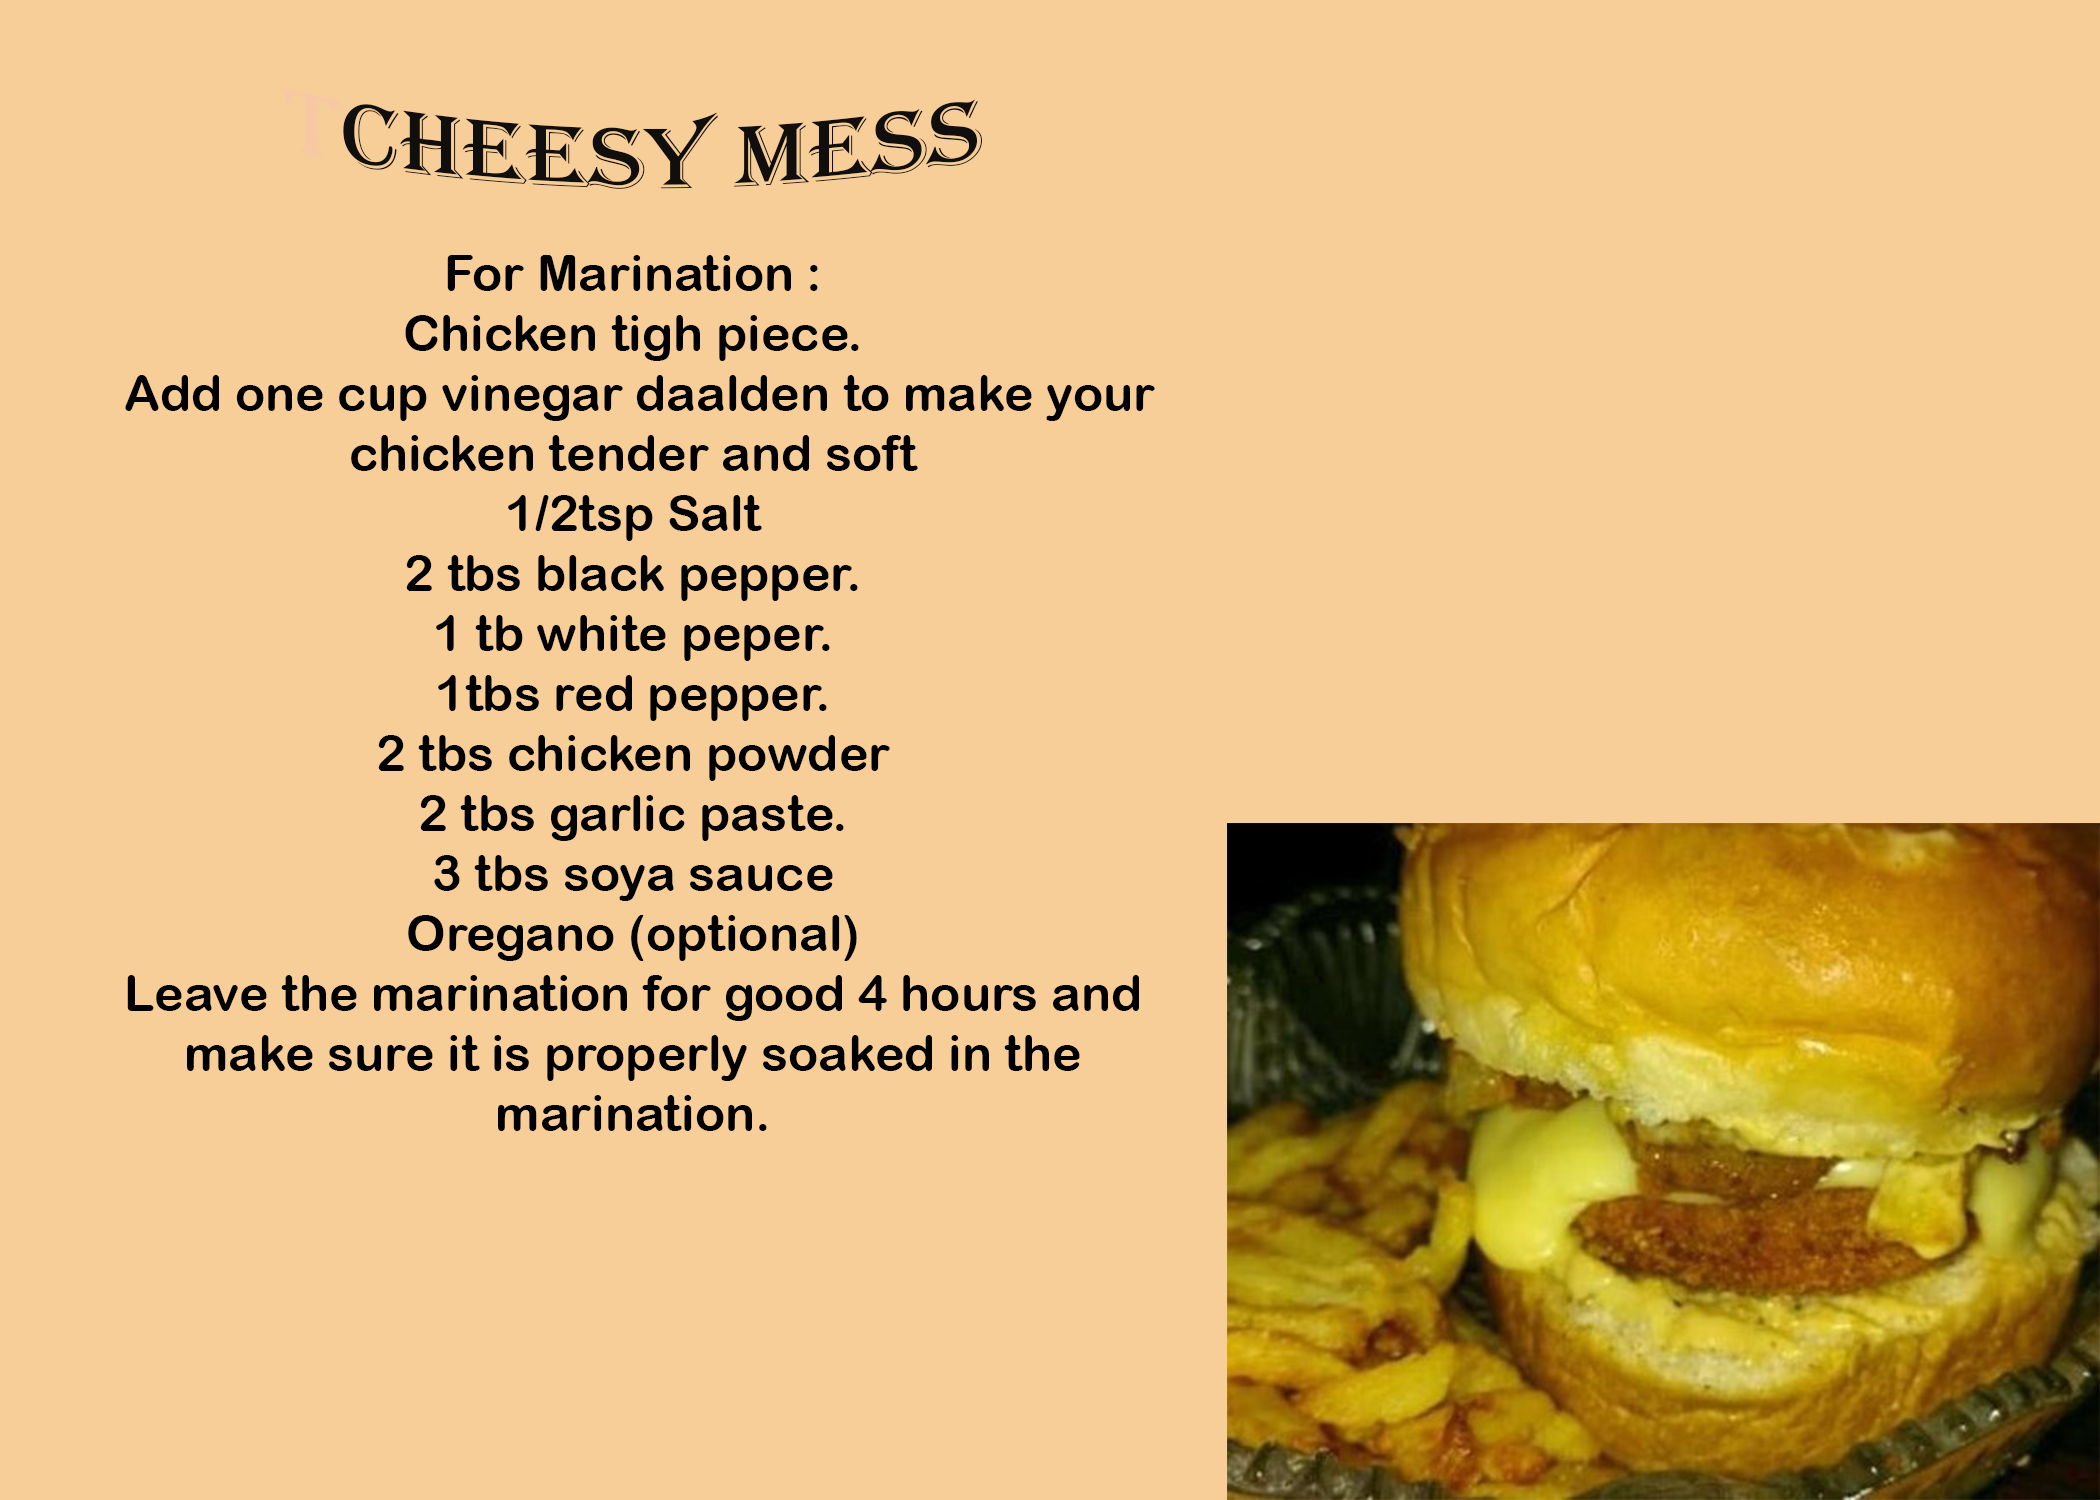 T CHEESY MESS
For Marination :
Chicken tigh piece.
Add one cup vinegar daalden to make your
chicken tender and soft
1/2tsp Salt
2 tbs black pepper.
1 tb white peper.
1tbs red pepper.
2 tbs chicken powder
2 tbs garlic paste.
3 tbs soya sauce
Oregano (optional)
Leave the marination for good 4 hours and
make sure it is properly soaked in the
marination.